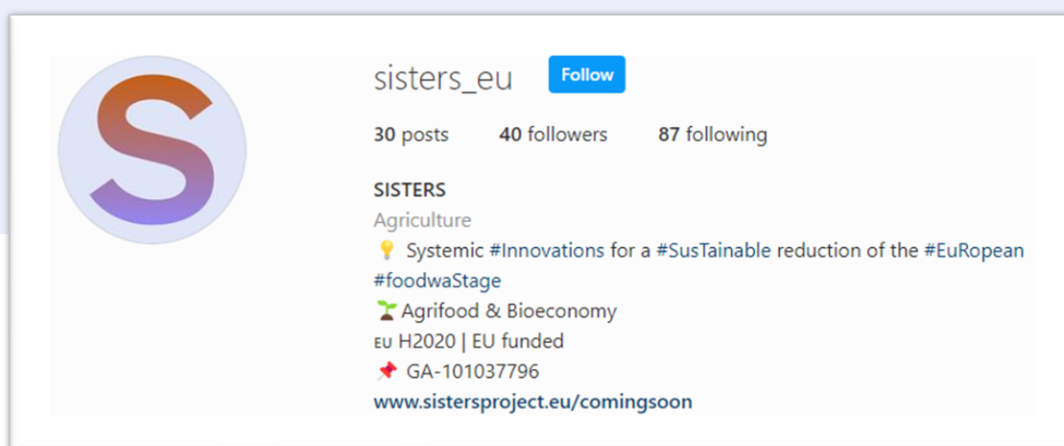 S
sisters_eu Follow
30 posts 40 followers 87 following
SISTERS
Agriculture
💡 Systemic #Innovations for a #SusTainable reduction of the #EuRopean
#foodwaStage
🌱Agrifood & Bioeconomy
EU H2020 | EU funded
📌 GA-101037796
www.sistersproject.eu/comingsoon